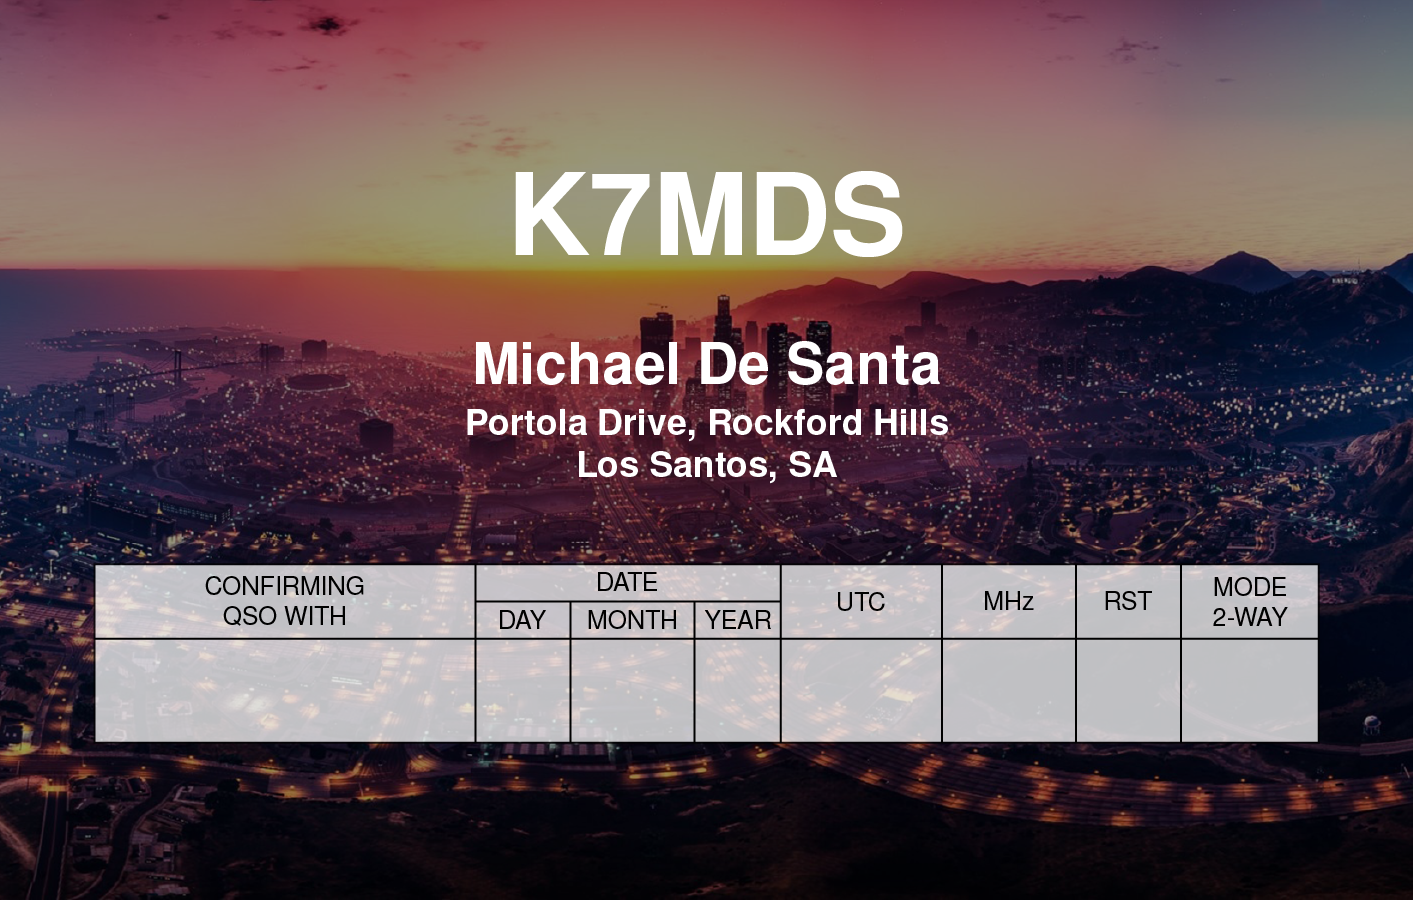 K7MDS
Michael De Santa
Portola Drive, Rockford Hills
Los Santos, SA
CONFIRMING
QSO WITH
DATE
DAY MONTH YEAR
UTC
MHz
RST
MODE
2-WAY